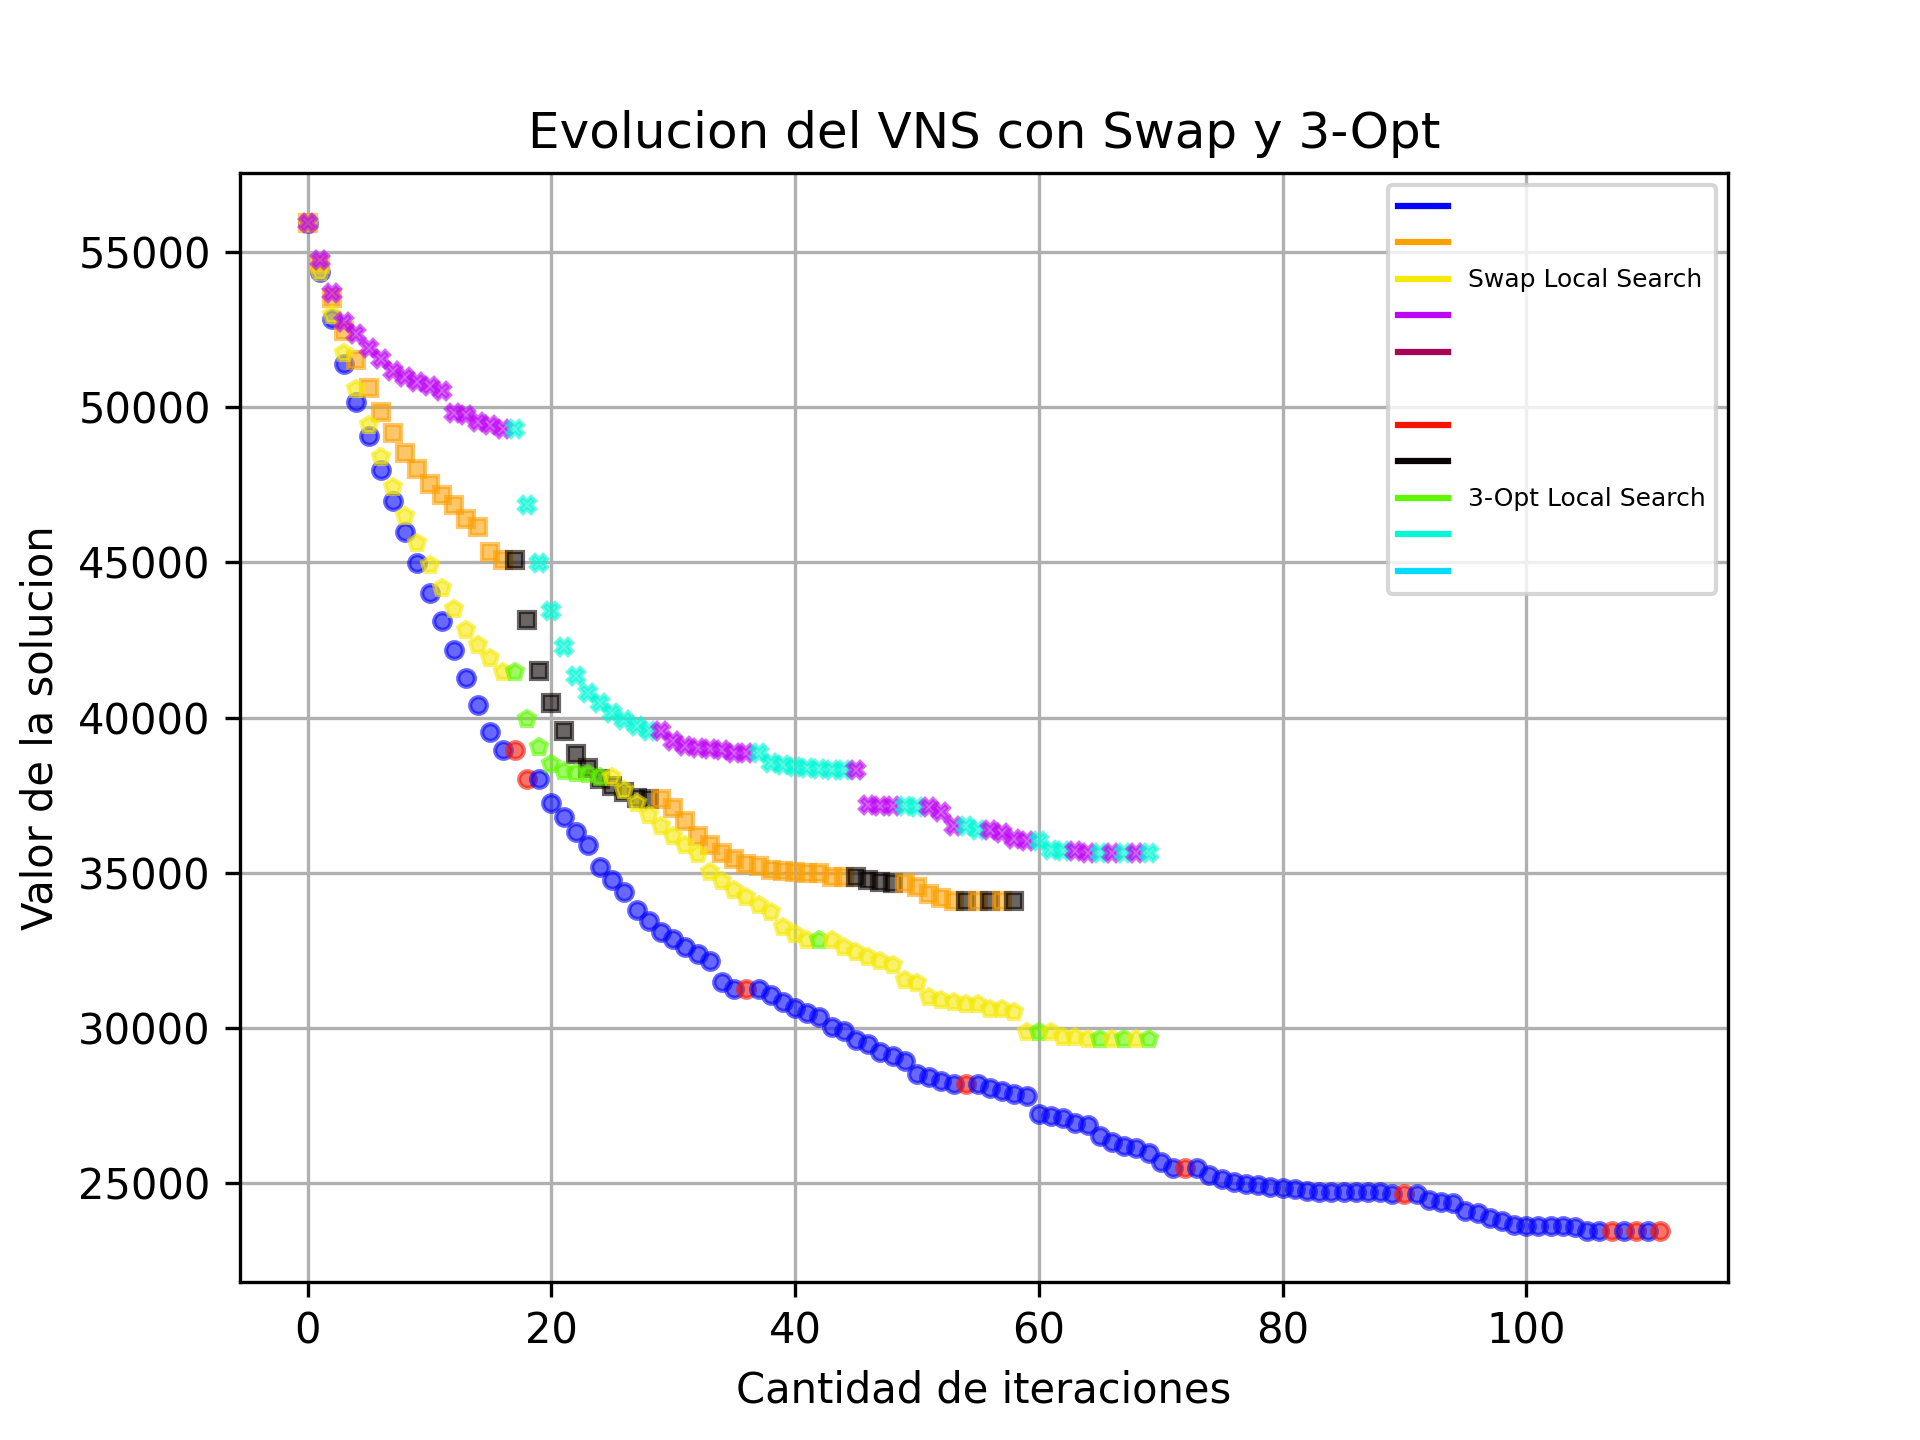 Evolucion del VNS con Swap y 3-Opt
Valor de la solucion
55000
50000
45000
40000
35000
30000
25000
Swap Local Search
3-Opt Local Search
0 20 40 60 80 100
Cantidad de iteraciones